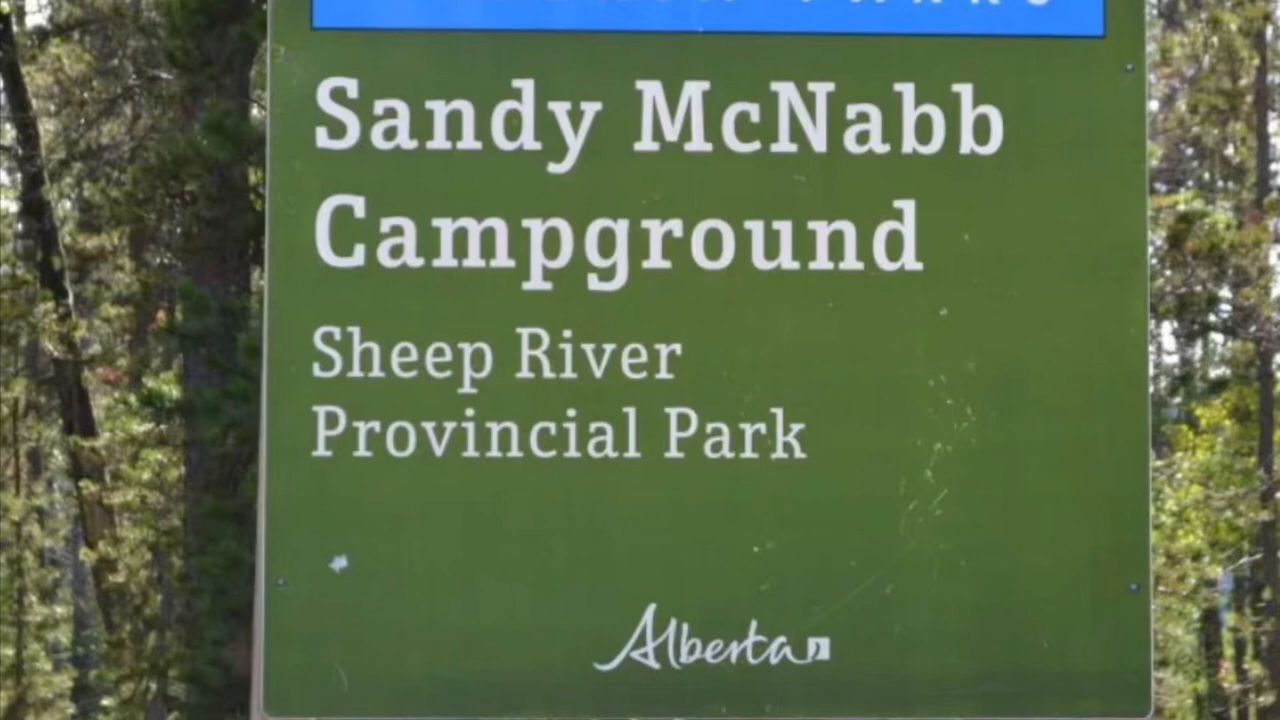 Sandy McNabb
Campground
Sheep River
Provincial Park
Alberta